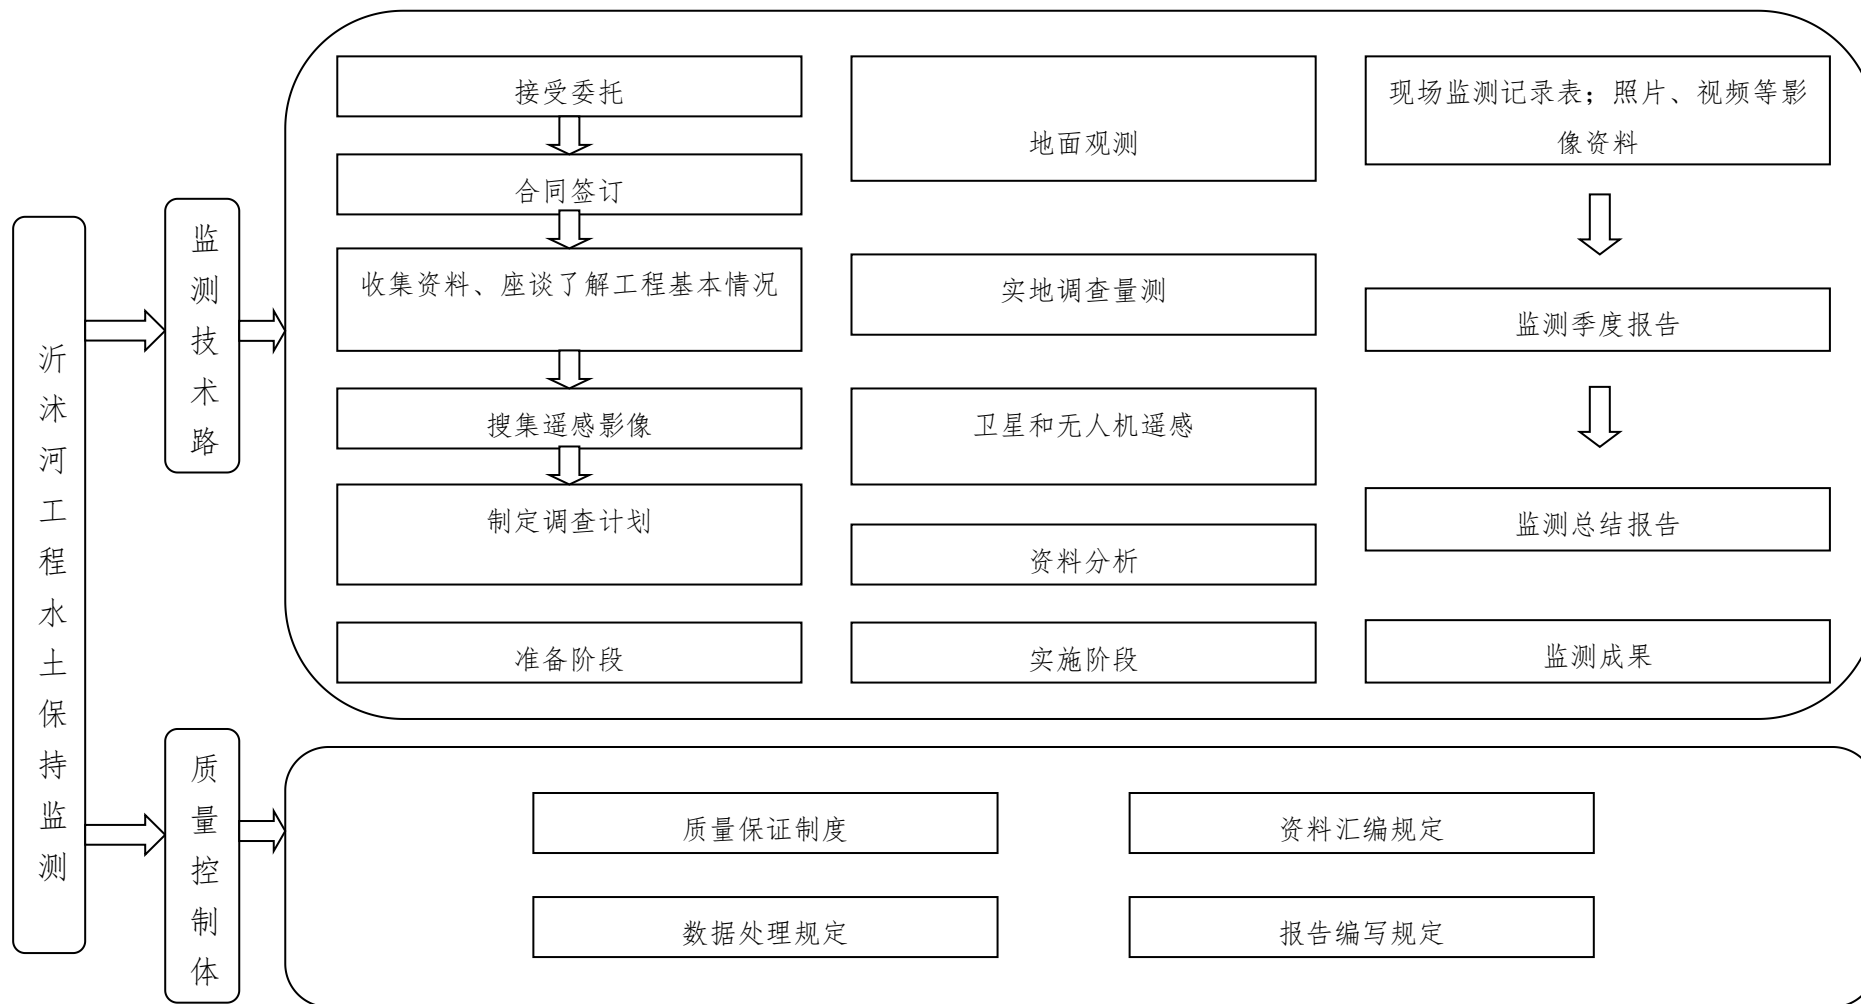 沂沭河工程水土保持监测
监测技术路
接受委托
合同签订
收集资料、座谈了解工程基本情况
搜集遥感影像
制定调查计划
准备阶段
地面观测
实地调查量测
卫星和无人机遥感
资料分析
实施阶段
现场监测记录表；照片、视频等影
像资料
监测季度报告
监测总结报告
监测成果
质量控制体
质量保证制度
资料汇编规定
数据处理规定
报告编写规定